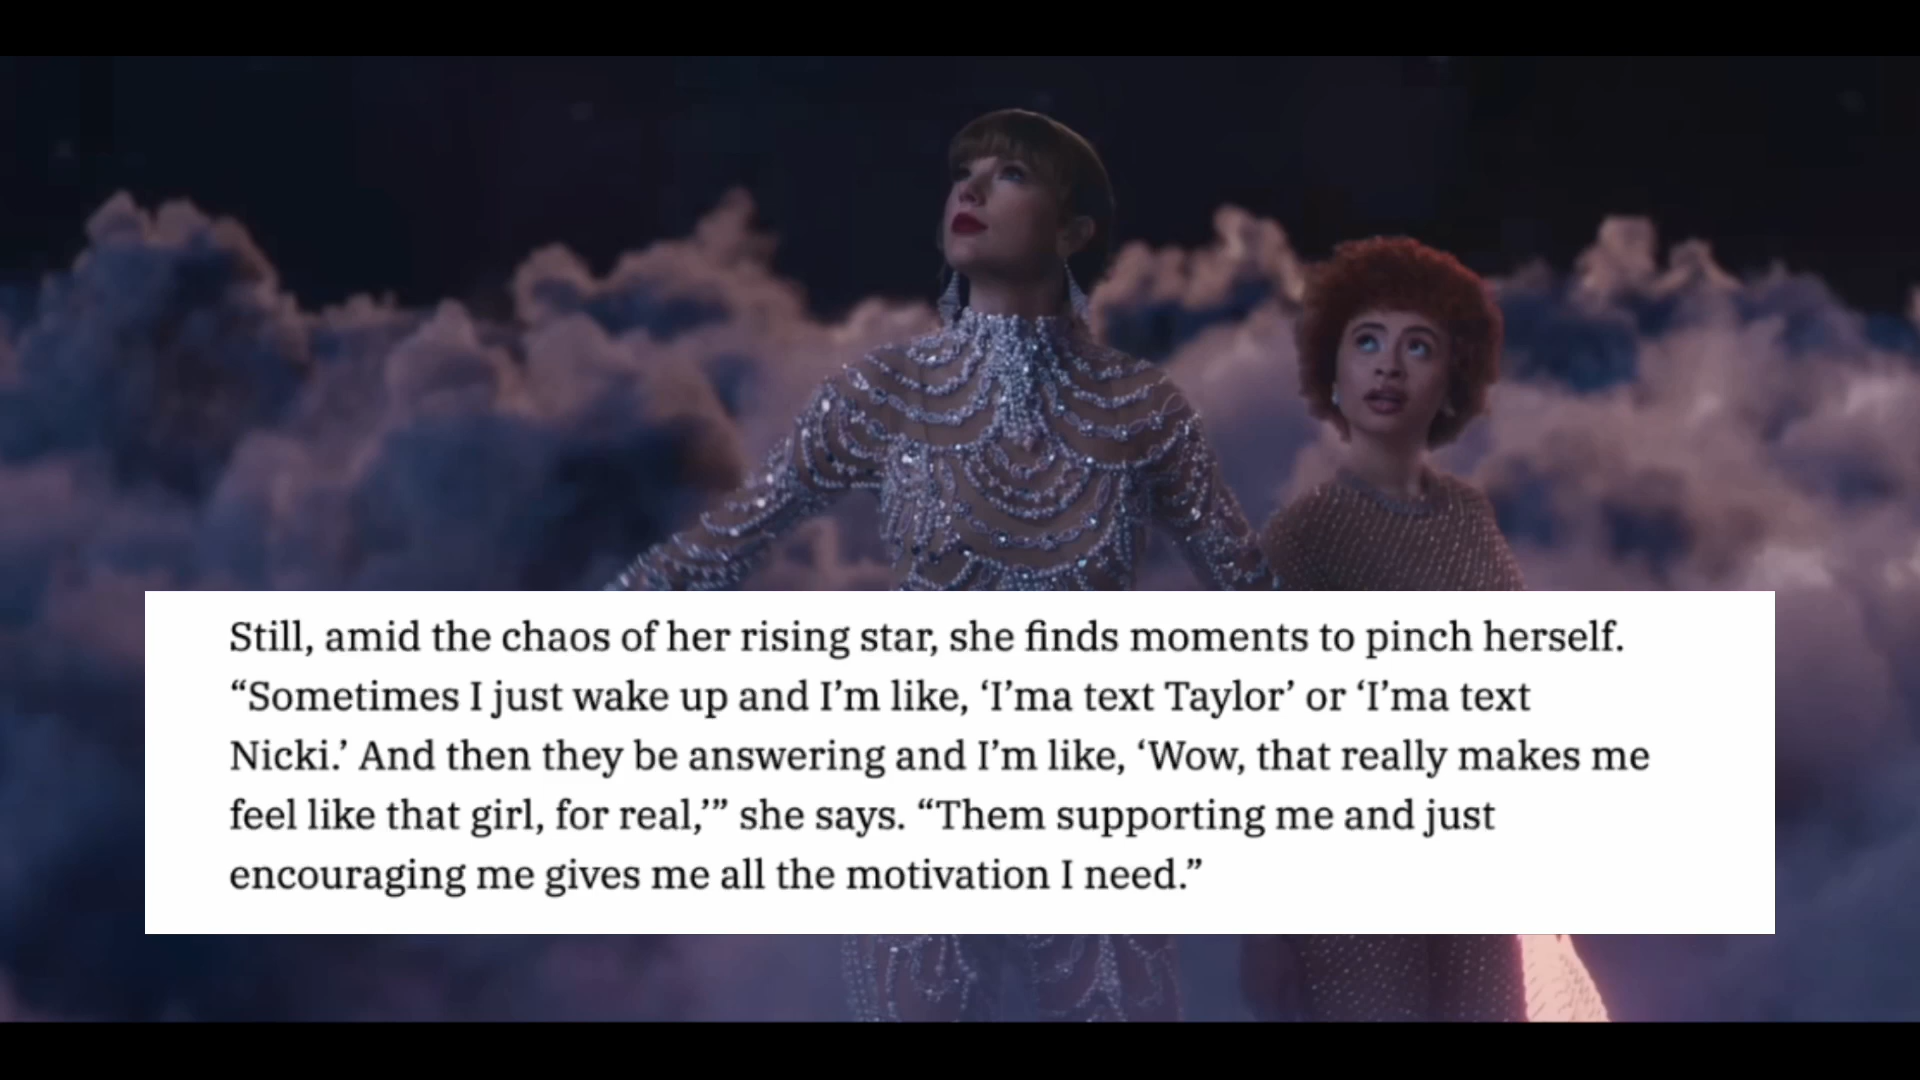 Still, amid the chaos of her rising star, she finds moments to pinch herself.
“Sometimes I just wake up and I’m like, ‘I’ma text Taylor’ or ‘I’ma text
Nicki.’ And then they be answering and I’m like, ‘Wow, that really makes me
feel like that girl, for real,’” she says. “Them supporting me and just
encouraging me gives me all the motivation I need.”